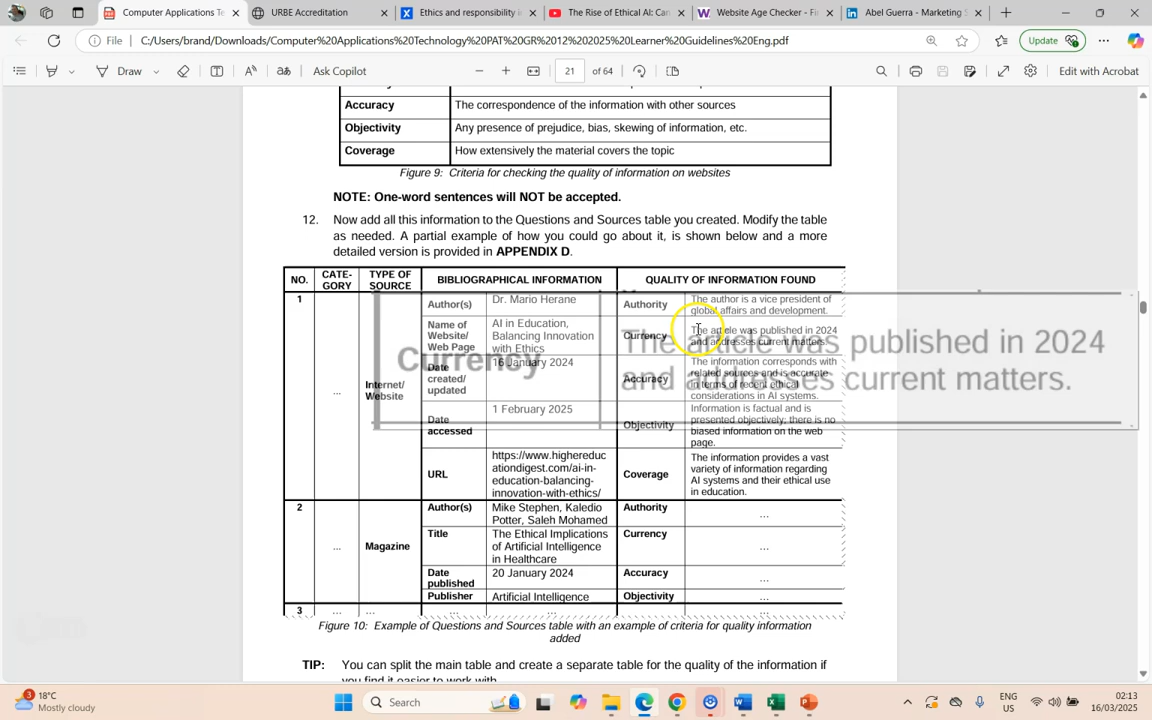 Computer Applications Te
URBE Accreditation
Ethics and responsibility in
The Rise of Ethical AI: Can
Website Age Checker - Fi
Abel Guerra - Marketing S
File
C:/Users/brand/Downloads/Computer%20Applications%20Technology%20PAT%20GR%2012%202025%20Learner%20Guidelines%20Eng.pdf
Update
Draw
Ask Copilot
21 of 64
Edit with Acrobat
Accuracy The correspondence of the information with other sources
Objectivity Any presence of prejudice, bias, skewing of information, etc.
Coverage How extensively the material covers the topic
Figure 9: Criteria for checking the quality of information on websites
NOTE: One-word sentences will NOT be accepted.
12. Now add all this information to the Questions and Sources table you created. Modify the table
as needed. A partial example of how you could go about it, is shown below and a more
detailed version is provided in APPENDIX D.
NO.
CATE-
GORY
TYPE OF
SOURCE
BIBLIOGRAPHICAL INFORMATION
QUALITY OF INFORMATION FOUND
1
...
Internet/
Website
Author(s)
Dr. Mario Herane
Authority
The author is a vice president of
global affairs and development.
Name of
Website/
Web Page
AI in Education,
Balancing Innovation
with Ethics
Currency
The article was published in 2024
and addresses current matters.
Date
created/
updated
16 January 2024
Accuracy
The information corresponds with
related sources and is accurate
in terms of recent ethical
considerations in AI systems.
Date
accessed
1 February 2025
Objectivity
Information is factual and is
presented objectively; there is no
biased information on the web
page.
URL
https://www.highereduc
ationdigest.com/ai-in-
education-balancing-
innovation-with-ethics/
Coverage
The information provides a vast
variety of information regarding
AI systems and their ethical use
in education.
Currency
The article was published in 2024
and addresses current matters.
2
...
Magazine
Author(s)
Mike Stephen, Kaledio
Potter, Saleh Mohamed
Authority
...
Title
The Ethical Implications
of Artificial Intelligence
in Healthcare
Currency
...
Date
published
20 January 2024
Accuracy
...
Publisher
Artificial Intelligence
Objectivity
...
3 ... ... ... ... ...
Figure 10: Example of Questions and Sources table with an example of criteria for quality information
added
TIP: You can split the main table and create a separate table for the quality of the information if
you find it easier to work with.
3
18°C
Mostly cloudy
Search
ENG
US
02:13
16/03/2025